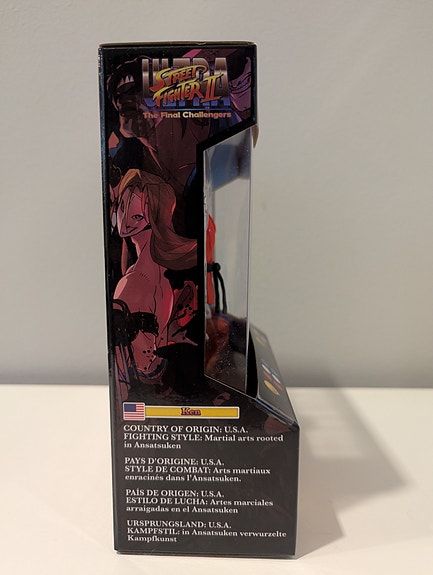 ULTRA
STREET
FIGHTER II
The Final Challengers
Ken
COUNTRY OF ORIGIN: U.S.A.
FIGHTING STYLE: Martial arts rooted
in Ansatsuken
PAYS D'ORIGINE: U.S.A.
STYLE DE COMBAT: Arts martiaux
enracinés dans l'Ansatsuken.
PAÍS DE ORIGEN: U.S.A.
ESTILO DE LUCHA: Artes marciales
arraigadas en el Ansatsuken
URSPRUNGSLAND: U.S.A.
KAMPFSTIL: in Ansatsuken verwurzelte
Kampfkunst